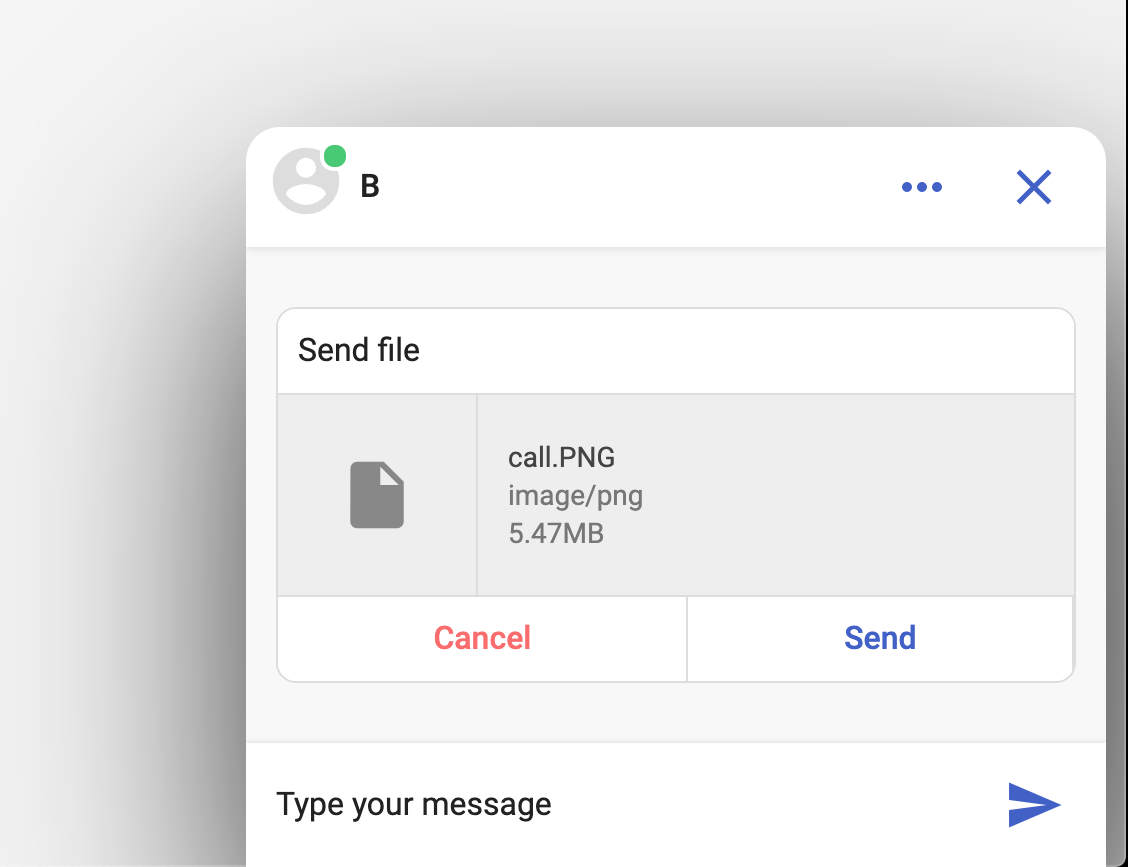 B
Send file
call.PNG
image/png
5.47MB
Cancel Send
Type your message